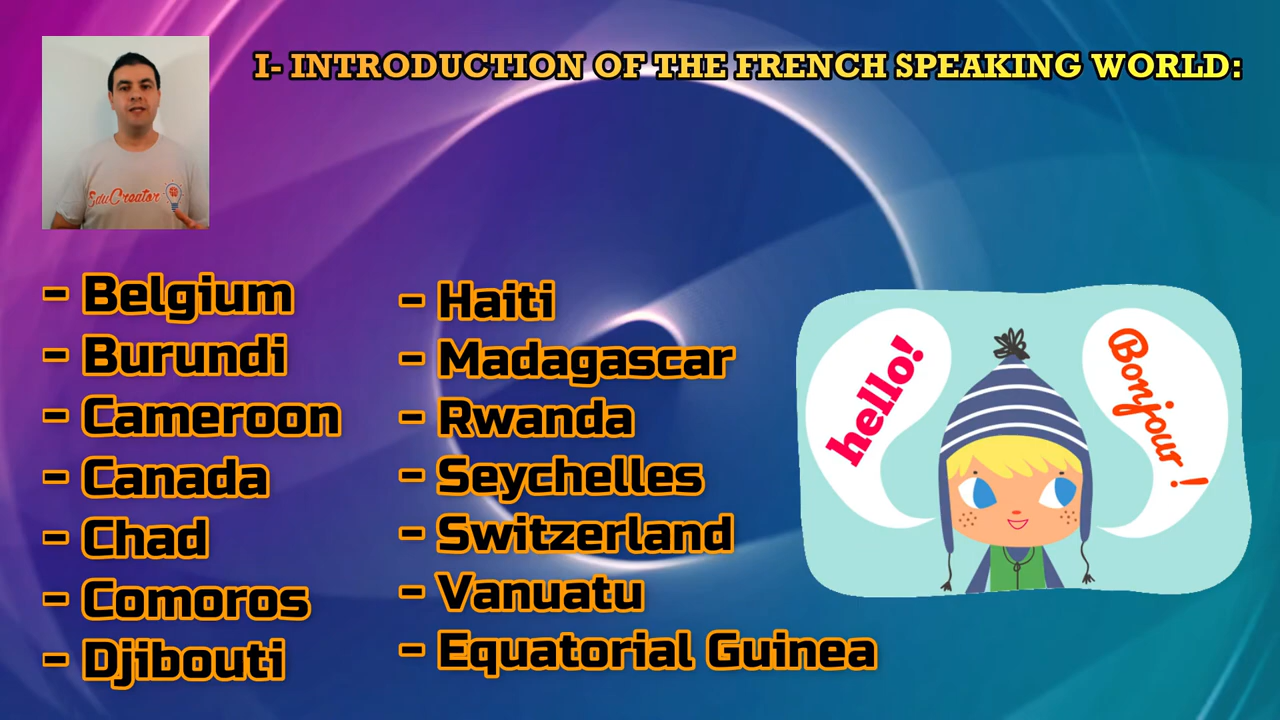 I- INTRODUCTION OF THE FRENCH SPEAKING WORLD:
EduCreator
- Belgium
- Burundi
- Cameroon
- Canada
- Chad
- Comoros
- Djibouti
- Haiti
- Madagascar
- Rwanda
- Seychelles
- Switzerland
- Vanuatu
- Equatorial Guinea
hello!
Bonjour !